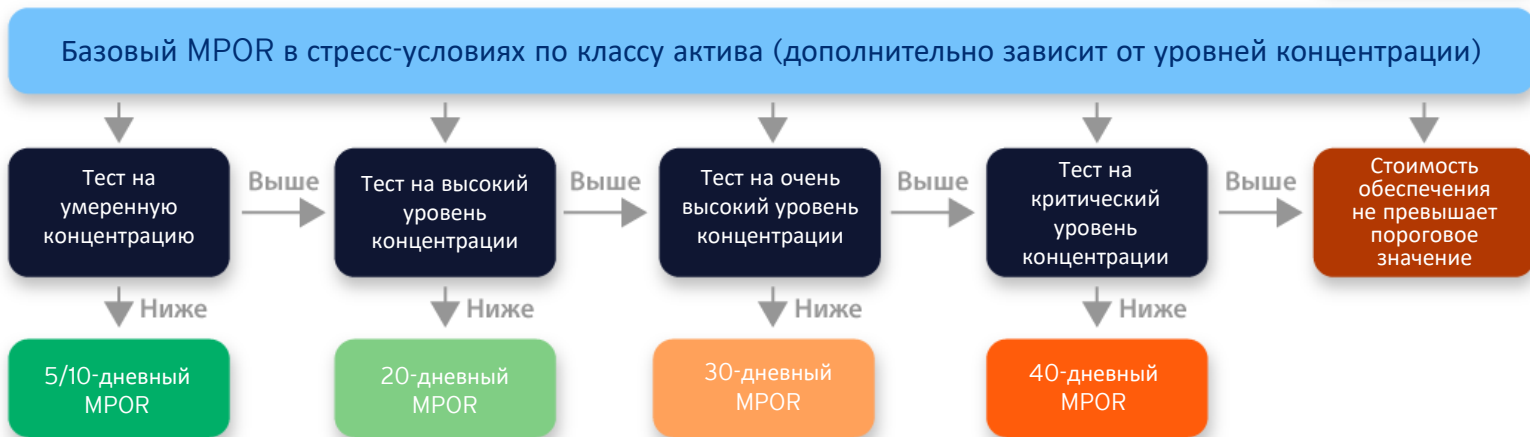 Базовый MPOR в стресс-условиях по классу актива (дополнительно зависит от уровней концентрации)
Тест на
умеренную
концентрацию
Выше
Тест на высокий
уровень
концентрации
Выше
Тест на очень
высокий уровень
концентрации
Выше
Тест на
критический
уровень
концентрации
Выше
Стоимость
обеспечения
не превышает
пороговое
значение
Ниже
Ниже
Ниже
Ниже
5/10-дневный
MPOR
20-дневный
MPOR
30-дневный
MPOR
40-дневный
MPOR